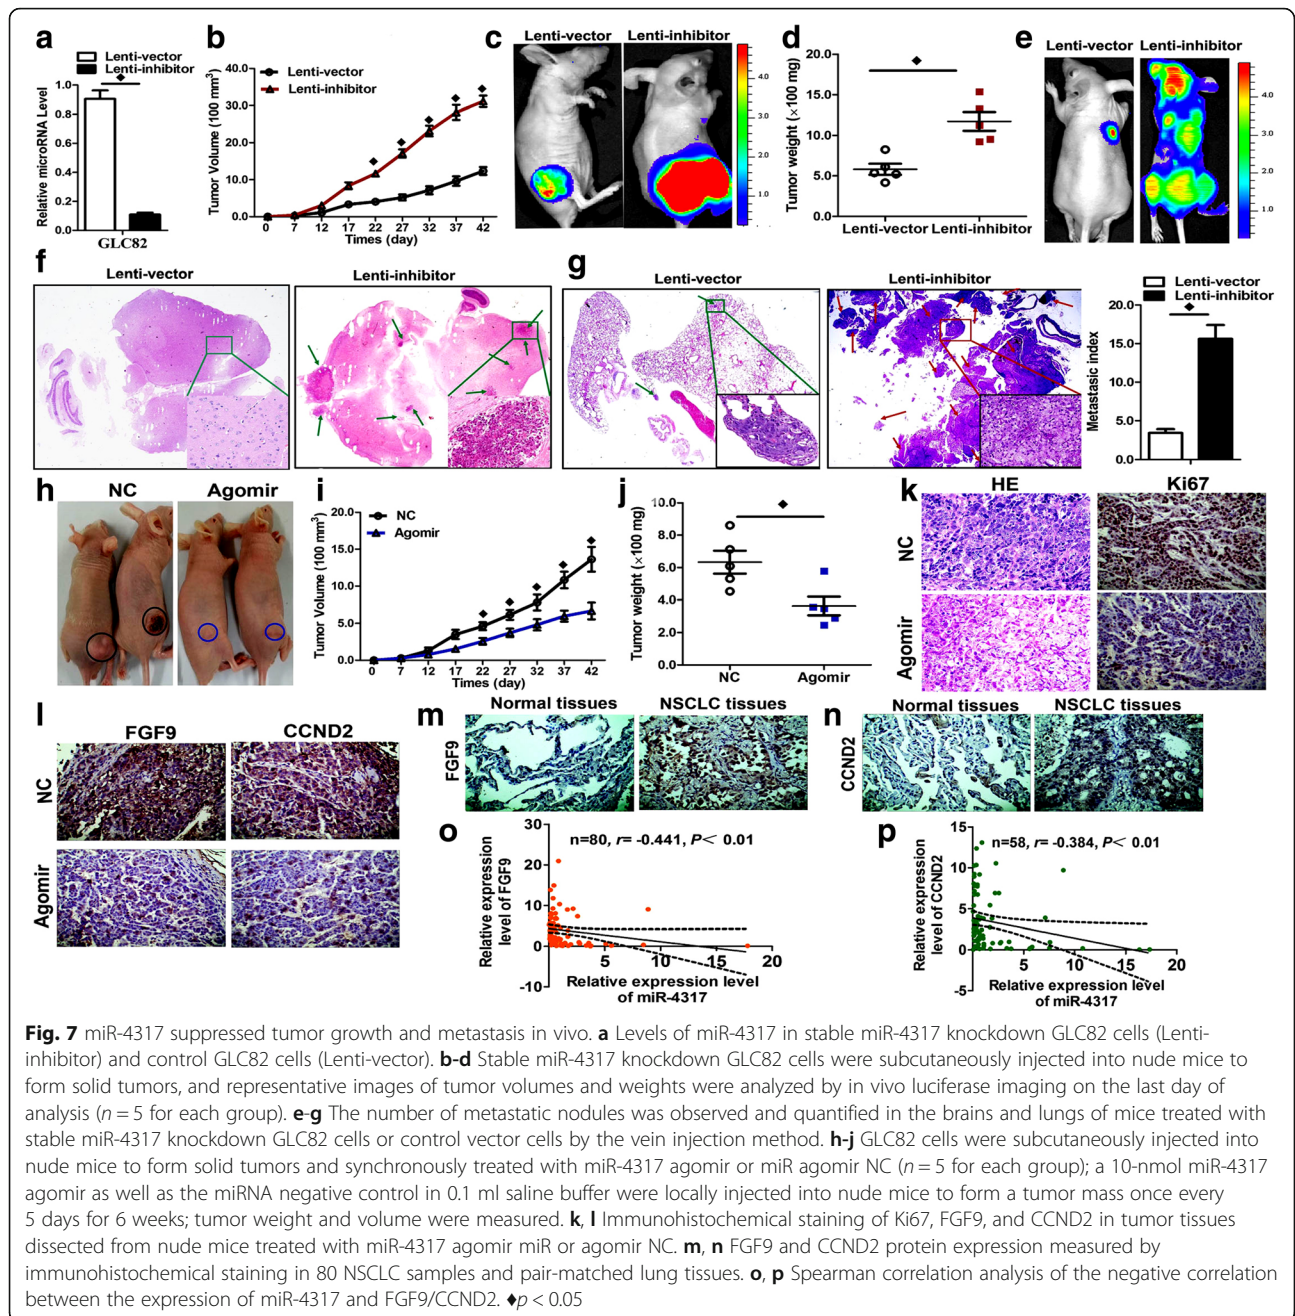 a
Lenti-vector
Lenti-inhibitor
Relative microRNA Level
1.0
0.8
0.6
0.4
0.2
0.0
GLC82
b
Tumor Volume (100 mm³)
40.0
30.0
20.0
10.0
0.0
Lenti-vector
Lenti-inhibitor
0 7 12 17 22 27 32 37 42
Times (day)
c
Lenti-vector Lenti-inhibitor
4.0
3.0
2.0
1.0
d
Tumor weight (×100 mg)
20.0
15.0
10.0
5.0
0.0
Lenti-vector Lenti-inhibitor
e
Lenti-vector Lenti-inhibitor
4.0
3.0
2.0
1.0
f
Lenti-vector Lenti-inhibitor
g
Lenti-vector Lenti-inhibitor
Lenti-vector
Lenti-inhibitor
Metastasic index
20.0
15.0
10.0
5.0
0.0
h
NC Agomir
i
Tumor Volume (100 mm³)
20.0
15.0
10.0
5.0
0.0
NC
Agomir
0 7 12 17 22 27 32 37 42
Times (day)
j
Tumor weight (×100 mg)
10.0
8.0
6.0
4.0
2.0
0.0
NC Agomir
k
HE Ki67
NC
Agomir
l
FGF9 CCND2
NC
Agomir
m
Normal tissues NSCLC tissues
FGF9
n
Normal tissues NSCLC tissues
CCND2
o
n=80, r= -0.441, P< 0.01
Relative expression
level of FGF9
30
20
10
0
-10
5 10 15 20
Relative expression level
of miR-4317
p
n=58, r= -0.384, P< 0.01
Relative expression
level of CCND2
15
10
5
0
-5
5 10 15 20
Relative expression level
of miR-4317
Fig. 7 miR-4317 suppressed tumor growth and metastasis in vivo. a Levels of miR-4317 in stable miR-4317 knockdown GLC82 cells (Lenti-
inhibitor) and control GLC82 cells (Lenti-vector). b-d Stable miR-4317 knockdown GLC82 cells were subcutaneously injected into nude mice to
form solid tumors, and representative images of tumor volumes and weights were analyzed by in vivo luciferase imaging on the last day of
analysis (n = 5 for each group). e-g The number of metastatic nodules was observed and quantified in the brains and lungs of mice treated with
stable miR-4317 knockdown GLC82 cells or control vector cells by the vein injection method. h-j GLC82 cells were subcutaneously injected into
nude mice to form solid tumors and synchronously treated with miR-4317 agomir or miR agomir NC (n = 5 for each group); a 10-nmol miR-4317
agomir as well as the miRNA negative control in 0.1 ml saline buffer were locally injected into nude mice to form a tumor mass once every
5 days for 6 weeks; tumor weight and volume were measured. k, l Immunohistochemical staining of Ki67, FGF9, and CCND2 in tumor tissues
dissected from nude mice treated with miR-4317 agomir miR or agomir NC. m, n FGF9 and CCND2 protein expression measured by
immunohistochemical staining in 80 NSCLC samples and pair-matched lung tissues. o, p Spearman correlation analysis of the negative correlation
between the expression of miR-4317 and FGF9/CCND2. ♦p < 0.05